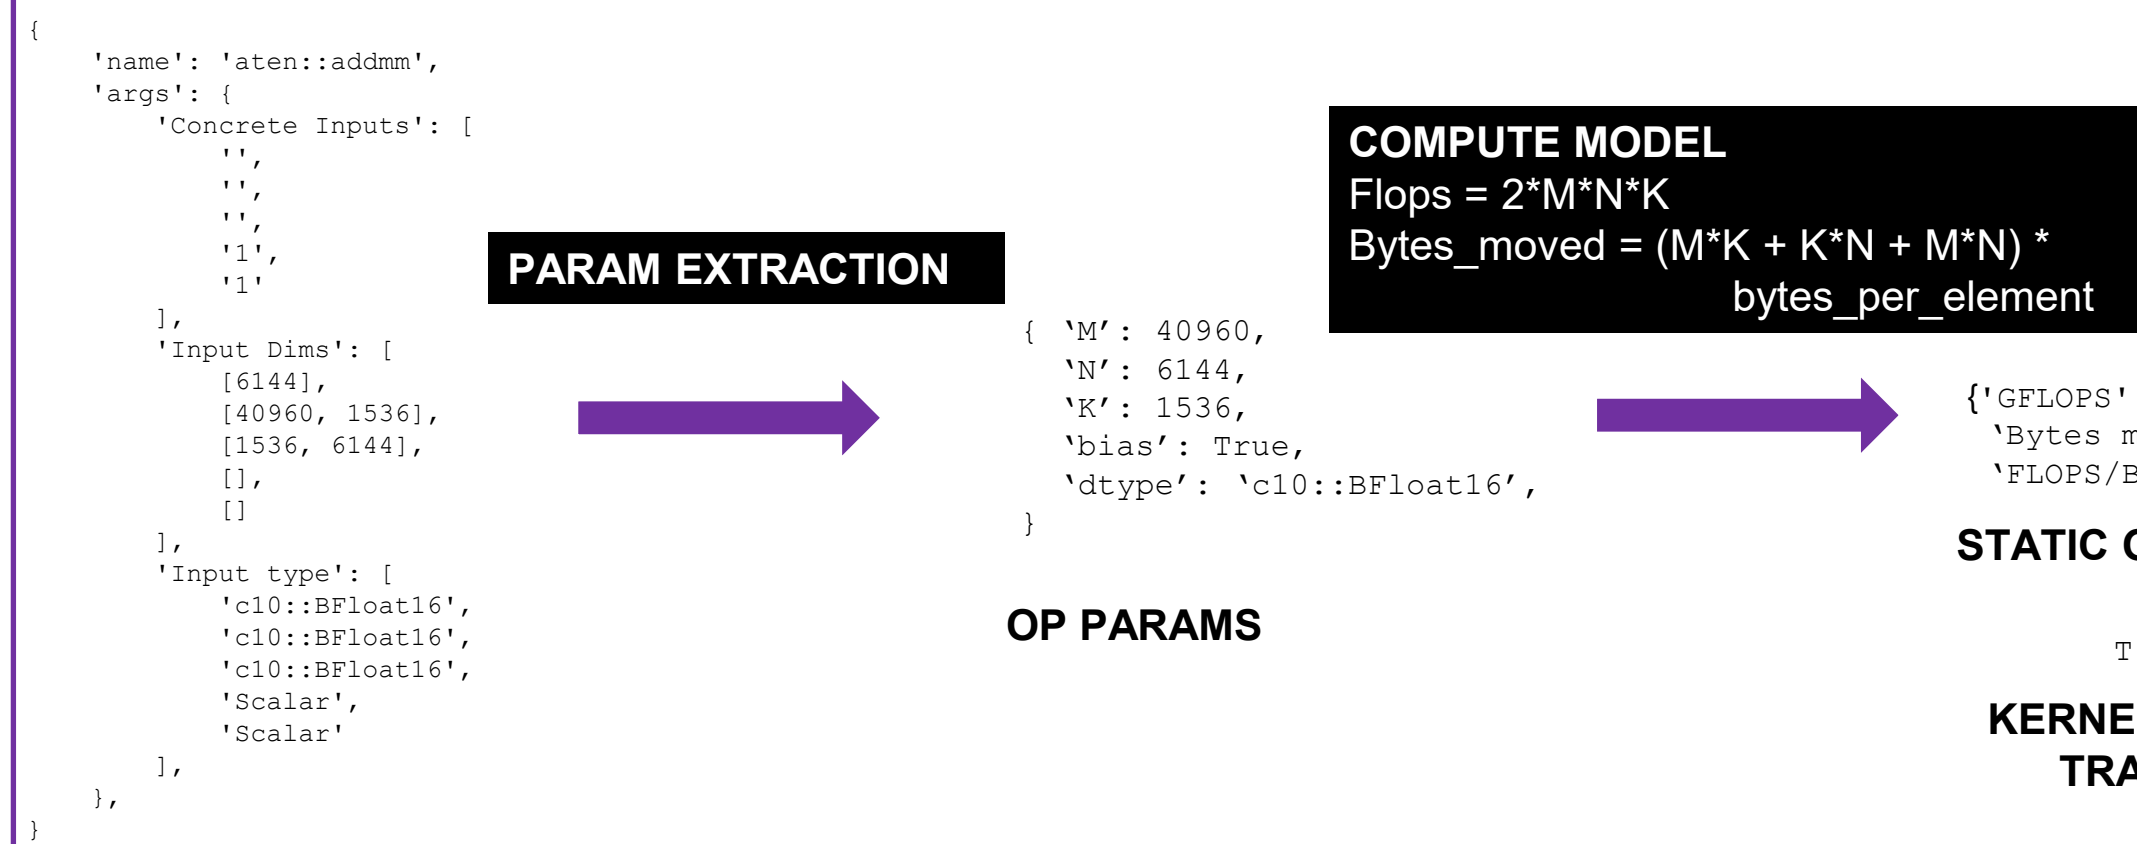 {
    'name': 'aten::addmm',
    'args': {
        'Concrete Inputs': [
            '',
            '',
            '',
            '1',
            '1'
        ],
        'Input Dims': [
            [6144],
            [40960, 1536],
            [1536, 6144],
            [],
            []
        ],
        'Input type': [
            'c10::BFloat16',
            'c10::BFloat16',
            'c10::BFloat16',
            'Scalar',
            'Scalar'
        ],
    },
}
PARAM EXTRACTION
{ ‘M’: 40960,
  ‘N’: 6144,
  ‘K’: 1536,
  ‘bias’: True,
  ‘dtype’: ‘c10::BFloat16’,
}
OP PARAMS
COMPUTE MODEL
Flops = 2*M*N*K
Bytes_moved = (M*K + K*N + M*N) *
bytes_per_element
{'GFLOPS'
‘Bytes
‘FLOPS/
STATIC